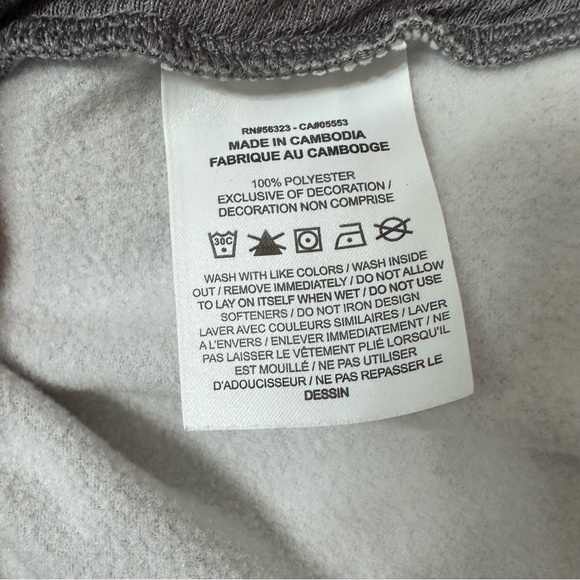 RN#56323 - CA#05553
MADE IN CAMBODIA
FABRIQUE AU CAMBODGE
100% POLYESTER
EXCLUSIVE OF DECORATION /
DECORATION NON COMPRISE
30C
WASH WITH LIKE COLORS / WASH INSIDE
OUT / REMOVE IMMEDIATELY / DO NOT ALLOW
TO LAY ON ITSELF WHEN WET / DO NOT USE
SOFTENERS / DO NOT IRON DESIGN
LAVER AVEC COULEURS SIMILAIRES / LAVER
A L'ENVERS / ENLEVER IMMEDIATEMENT / NE
PAS LAISSER LE VÊTEMENT PLIÉ LORSQU'IL
EST MOUILLÉ / NE PAS UTILISER
D'ADOUCISSEUR / NE PAS REPASSER LE
DESSIN